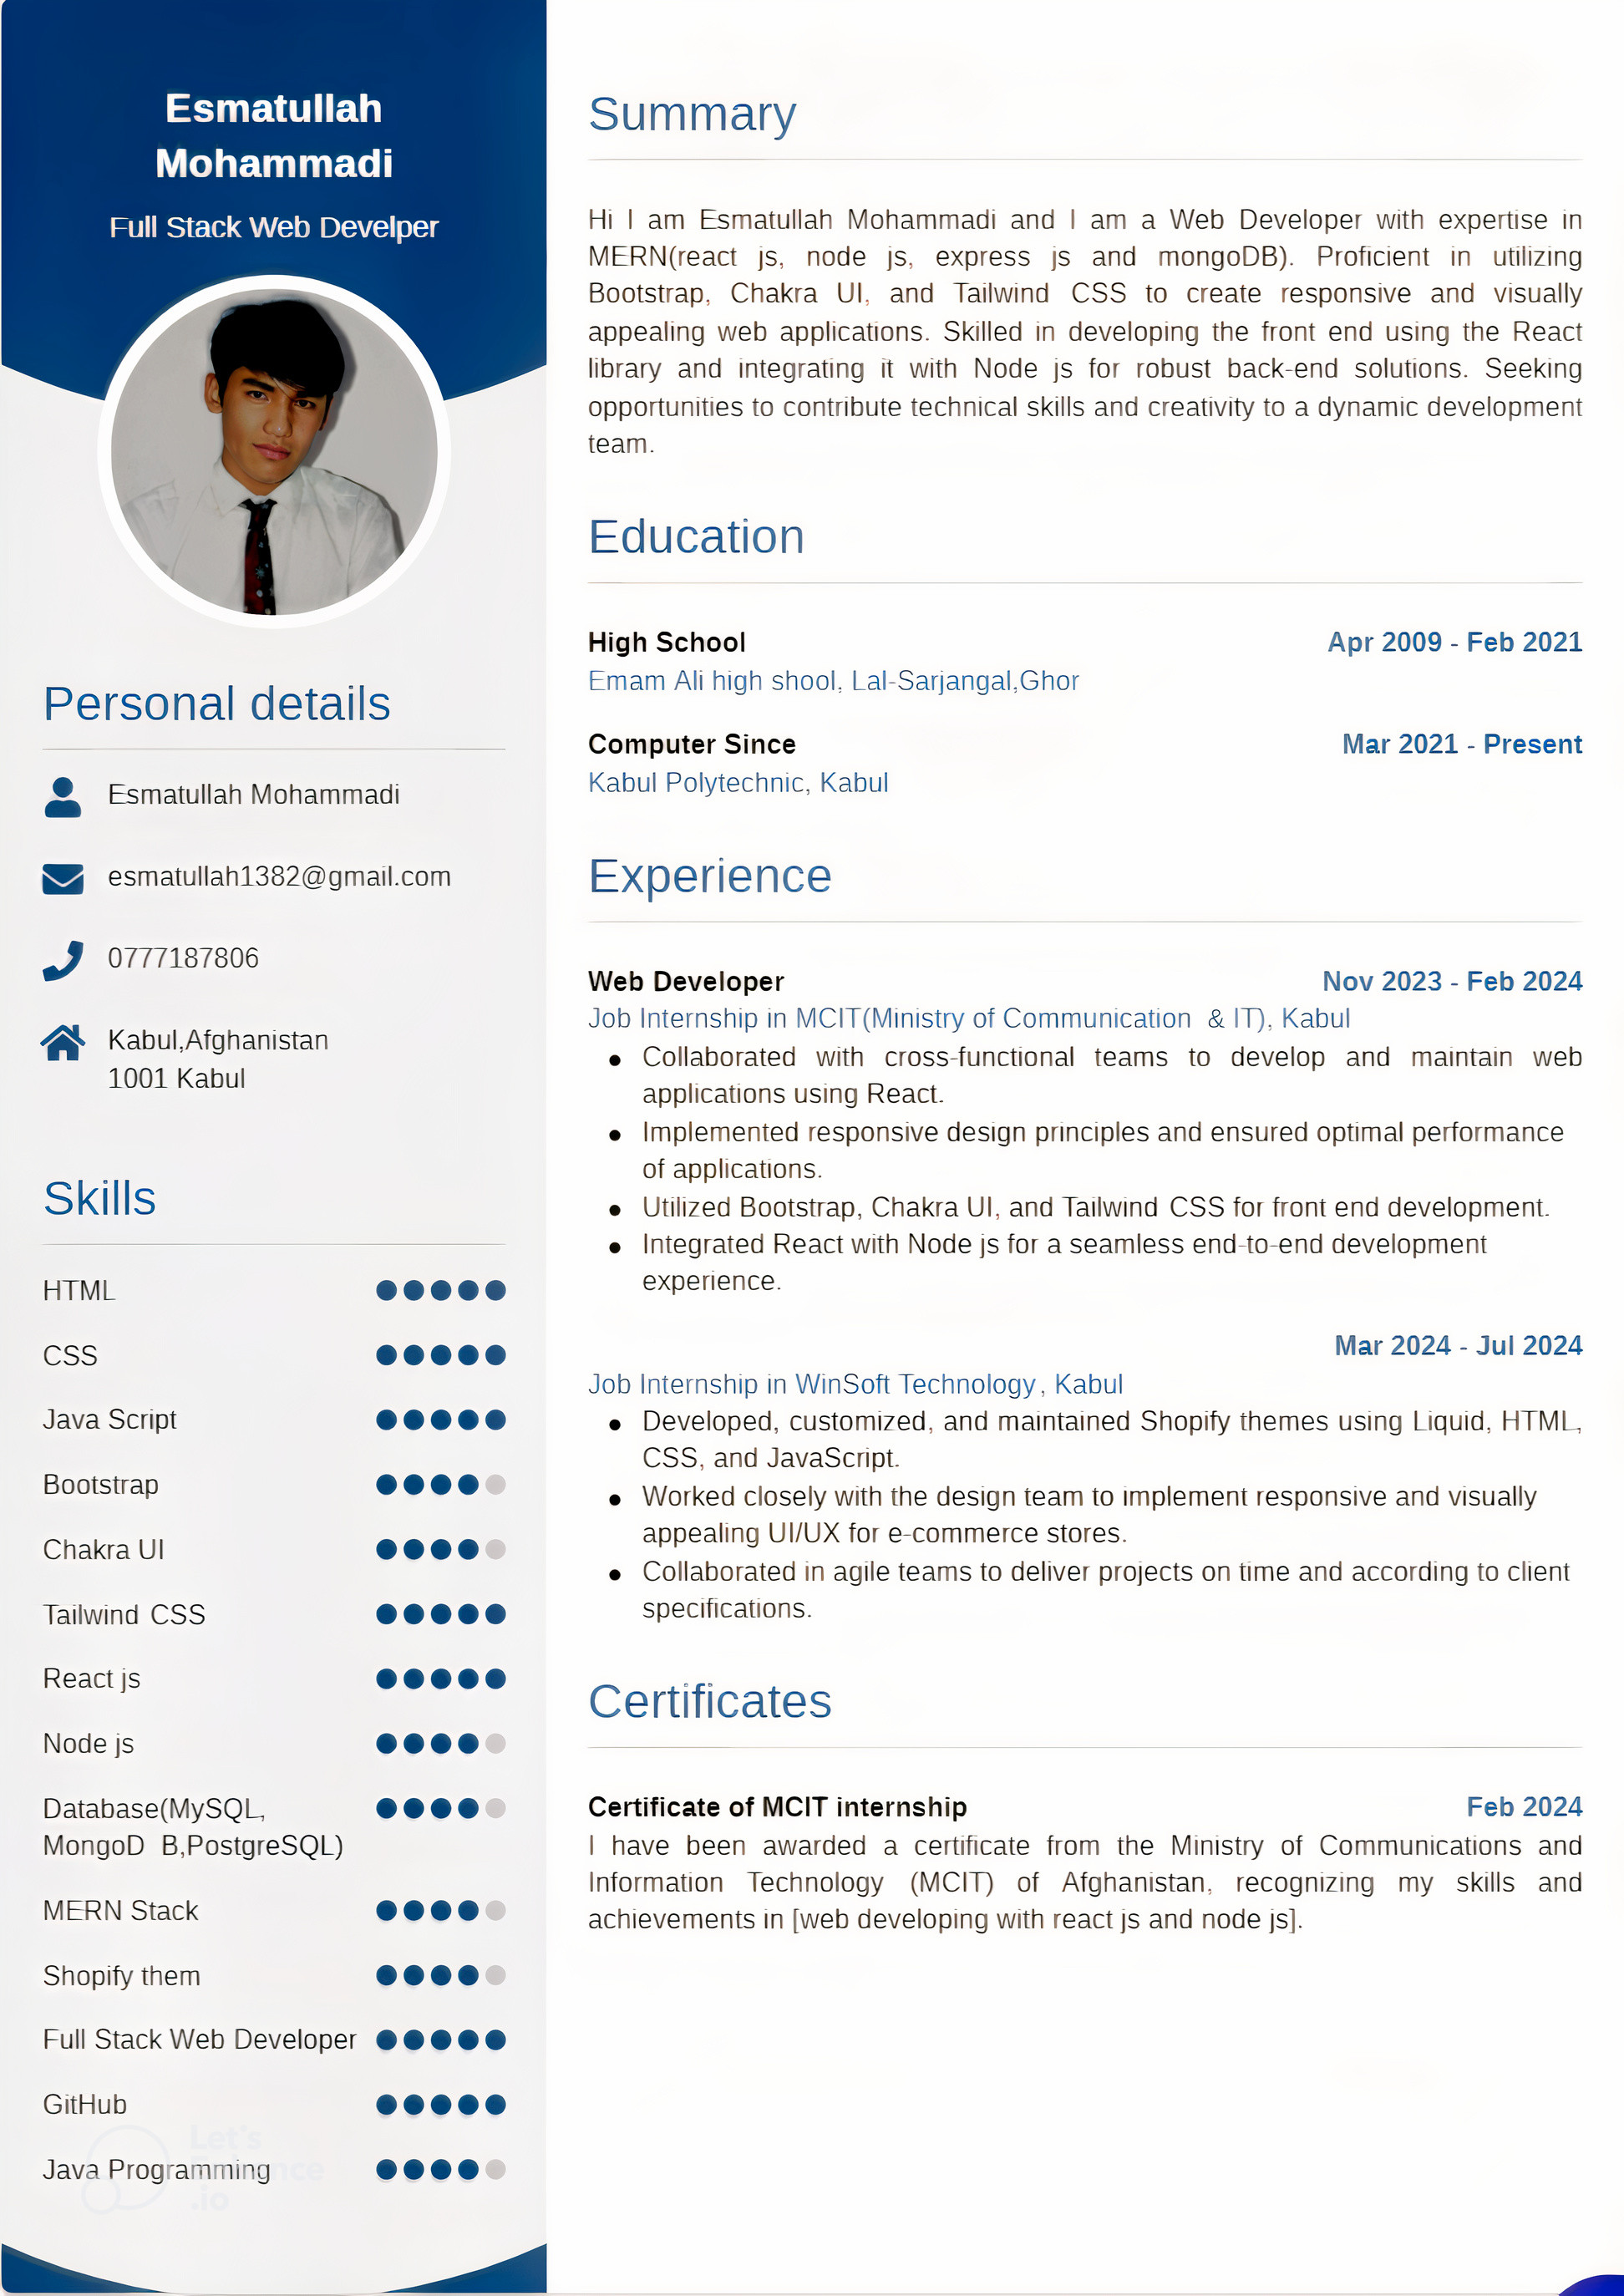 Esmatullah
Mohammadi
Full Stack Web Develper
Personal details
Esmatullah Mohammadi
esmatullah1382@gmail.com
0777187806
Kabul,Afghanistan
1001 Kabul
Skills
HTML
CSS
Java Script
Bootstrap
Chakra UI
Tailwind CSS
React js
Node js
Database(MySQL,
MongoD B,PostgreSQL)
MERN Stack
Shopify them
Full Stack Web Developer
GitHub
Let's
Java Programming
.io
Summary
Hi I am Esmatullah Mohammadi and I am a Web Developer with expertise in
MERN(react js, node js, express js and mongoDB). Proficient in utilizing
Bootstrap, Chakra UI, and Tailwind CSS to create responsive and visually
appealing web applications. Skilled in developing the front end using the React
library and integrating it with Node js for robust back-end solutions. Seeking
opportunities to contribute technical skills and creativity to a dynamic development
team.
Education
High School Apr 2009 - Feb 2021
Emam Ali high shool, Lal-Sarjangal,Ghor
Computer Since Mar 2021 - Present
Kabul Polytechnic, Kabul
Experience
Web Developer Nov 2023 - Feb 2024
Job Internship in MCIT(Ministry of Communication & IT), Kabul
● Collaborated with cross-functional teams to develop and maintain web
applications using React.
● Implemented responsive design principles and ensured optimal performance
of applications.
● Utilized Bootstrap, Chakra UI, and Tailwind CSS for front end development.
● Integrated React with Node js for a seamless end-to-end development
experience.
Mar 2024 - Jul 2024
Job Internship in WinSoft Technology, Kabul
● Developed, customized, and maintained Shopify themes using Liquid, HTML,
CSS, and JavaScript.
● Worked closely with the design team to implement responsive and visually
appealing UI/UX for e-commerce stores.
● Collaborated in agile teams to deliver projects on time and according to client
specifications.
Certificates
Certificate of MCIT internship Feb 2024
I have been awarded a certificate from the Ministry of Communications and
Information Technology (MCIT) of Afghanistan, recognizing my skills and
achievements in [web developing with react js and node js].